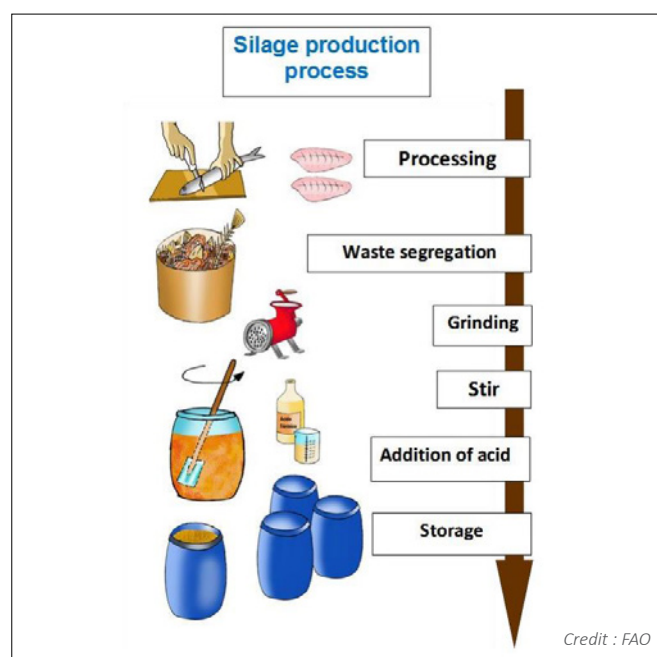 Silage production
process
Processing
Waste segregation
Grinding
Stir
Addition of acid
Storage
Credit : FAO